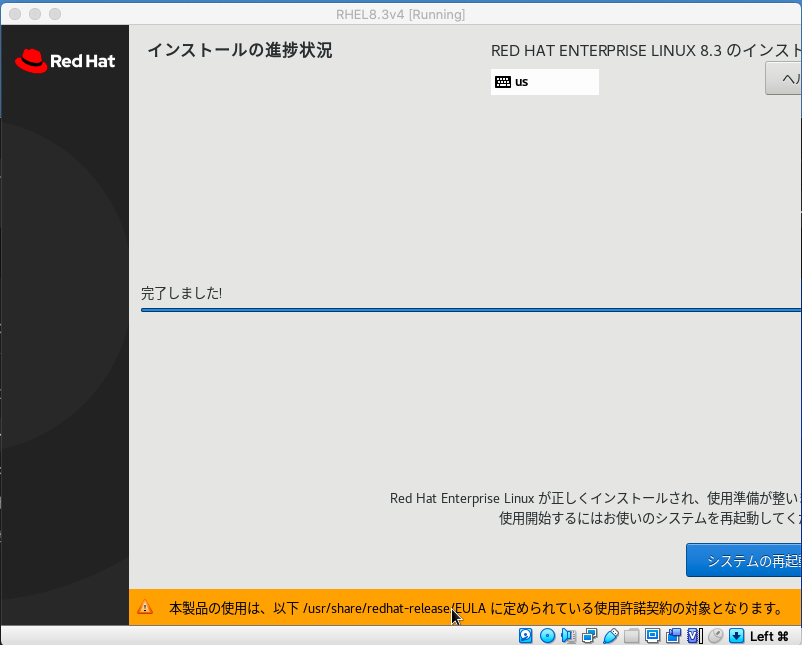 RHEL8.3v4 [Running]
Red Hat
インストールの進捗状況
RED HAT ENTERPRISE LINUX 8.3 のインスト
us
ヘル
完了しました!
Red Hat Enterprise Linux が正しくインストールされ、使用準備が整い
使用開始するにはお使いのシステムを再起動してく
システムの再起
本製品の使用は、以下 /usr/share/redhat-release/EULA に定められている使用許諾契約の対象となります。
Left ⌘